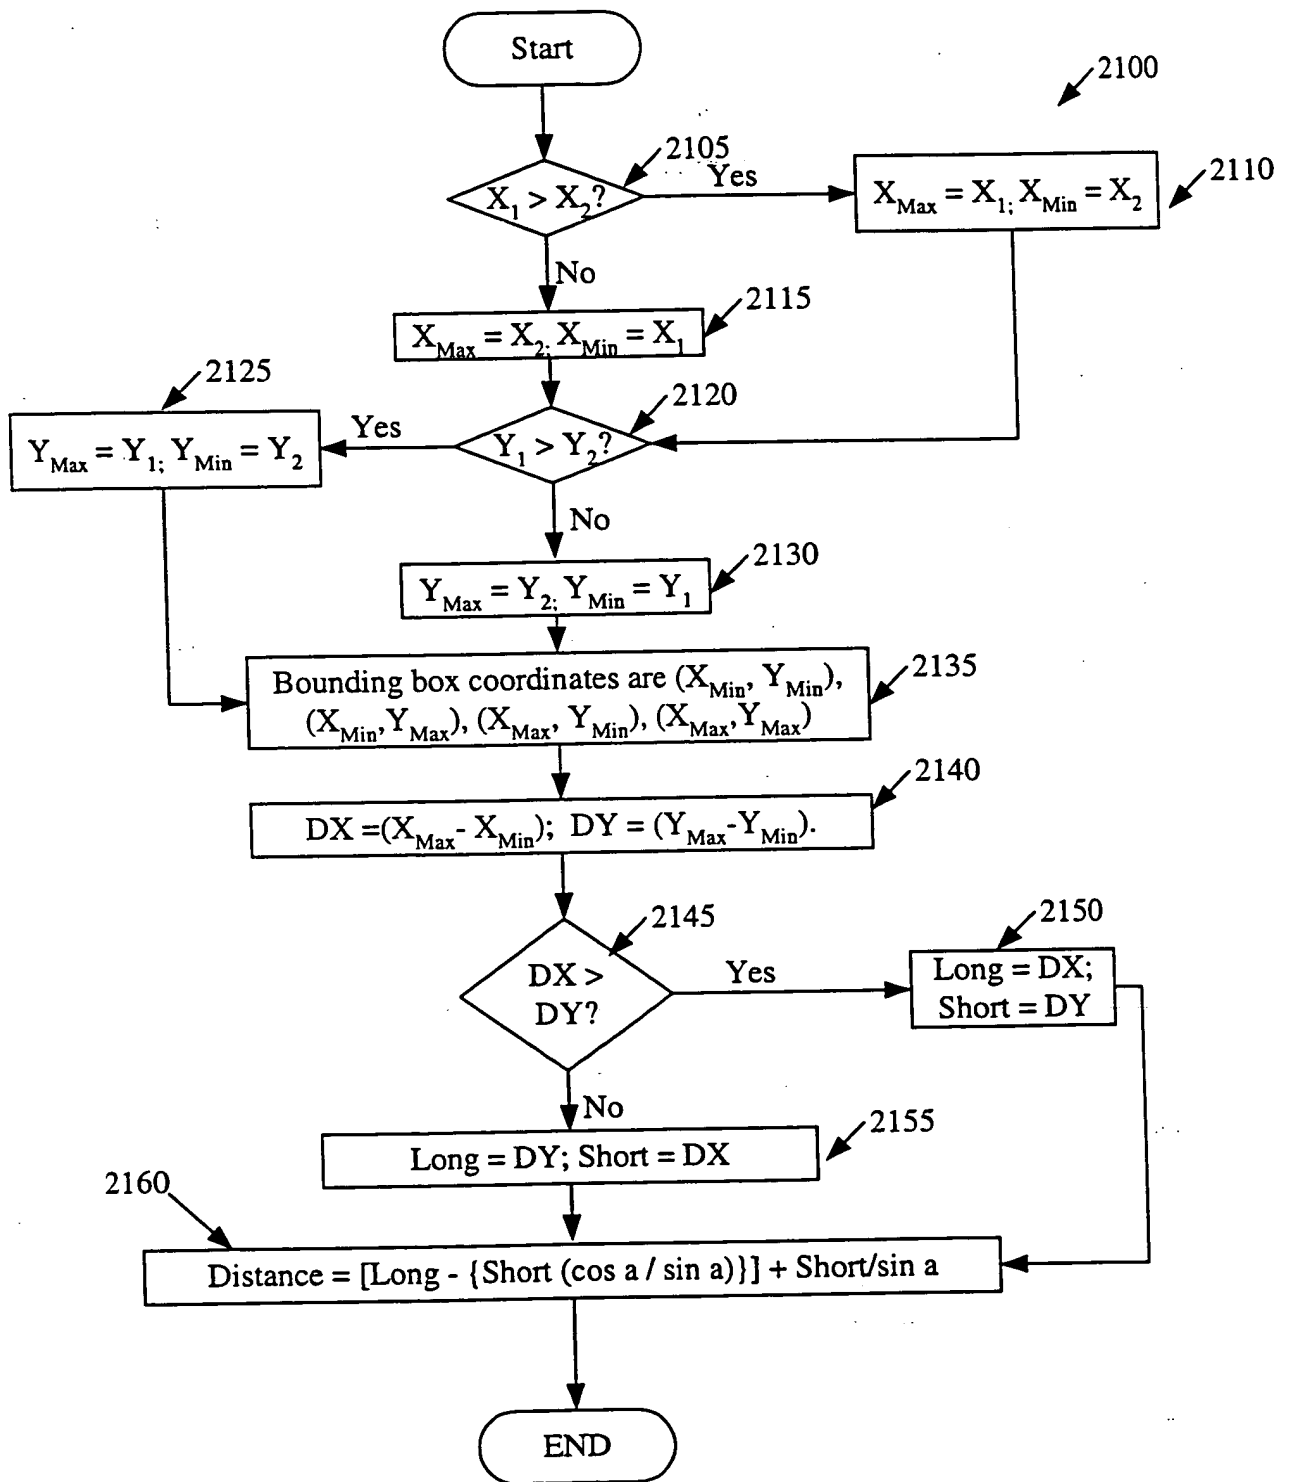 Start
2100
2105
Yes
X1 > X2?
XMax = X1; XMin = X2
2110
No
2115
XMax = X2; XMin = X1
2125
2120
Yes
YMax = Y1; YMin = Y2
Y1 > Y2?
No
2130
YMax = Y2; YMin = Y1
2135
Bounding box coordinates are (XMin, YMin),
(XMin,YMax), (XMax, YMin), (XMax,YMax)
2140
DX =(XMax- XMin); DY = (YMax-YMin).
2145
2150
DX >
DY?
Yes
Long = DX;
Short = DY
No
2155
Long = DY; Short = DX
2160
Distance = [Long - {Short (cos a / sin a)}] + Short/sin a
END